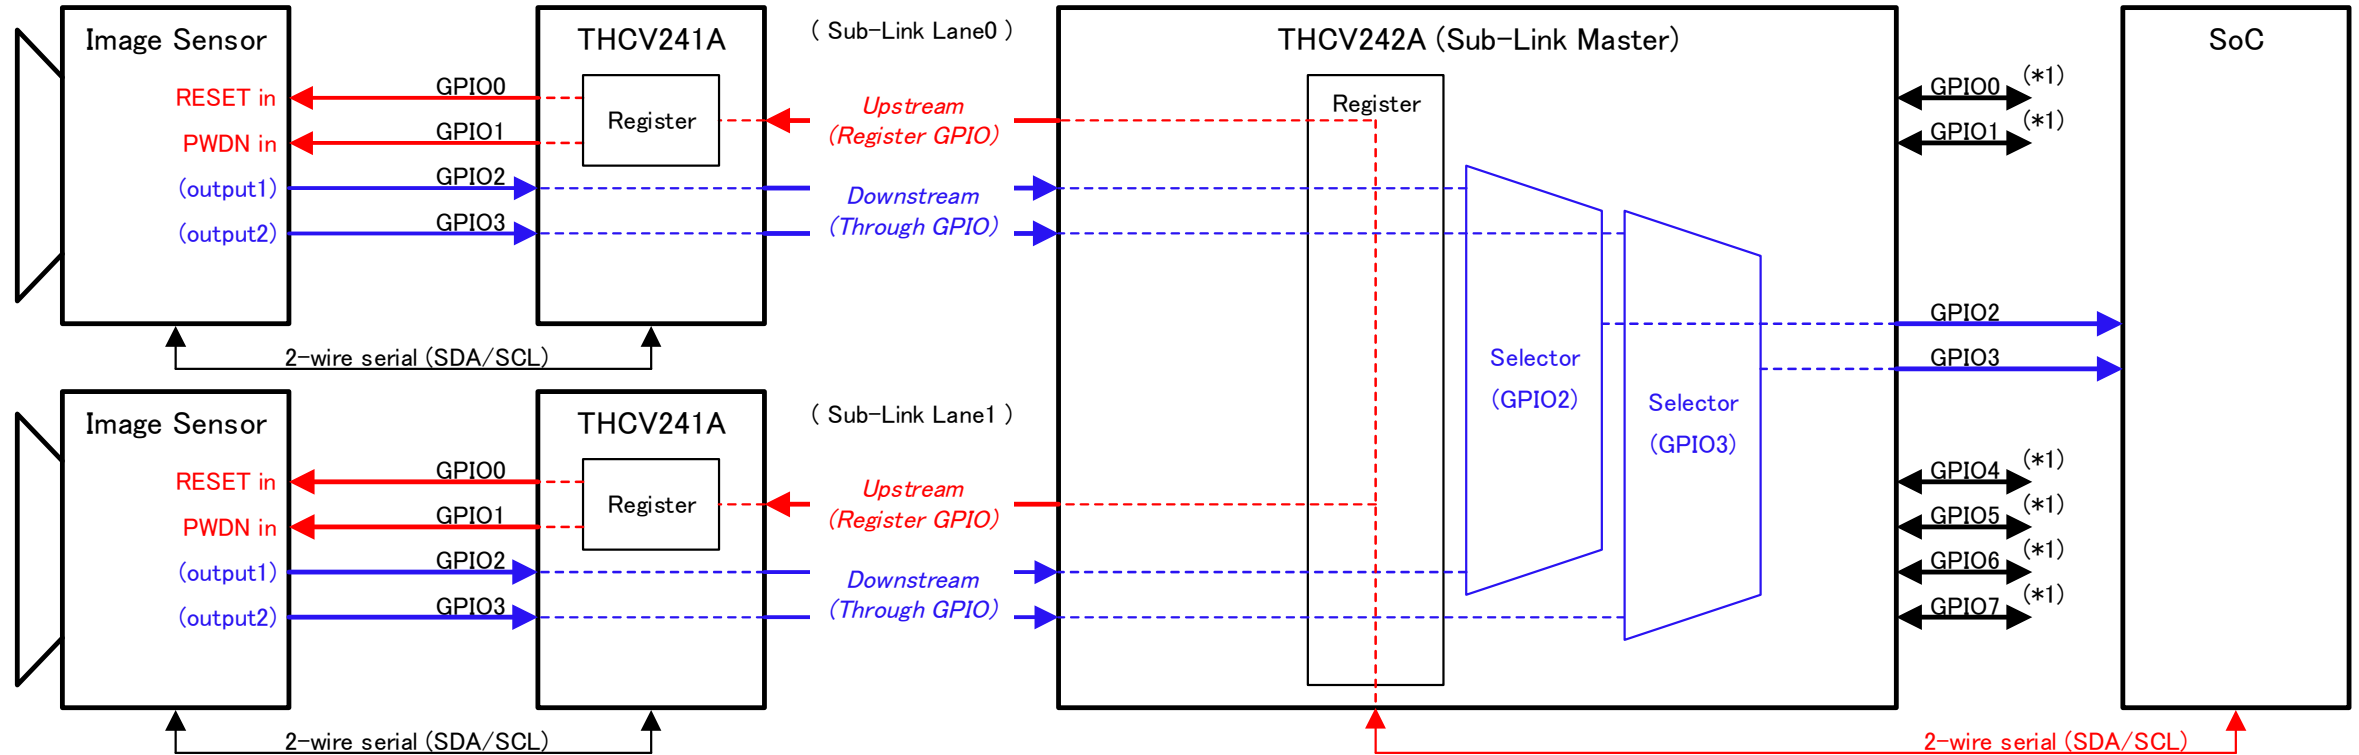 Image Sensor
RESET in
PWDN in
(output1)
(output2)
GPIO0
GPIO1
GPIO2
GPIO3
THCV241A
Register
2-wire serial (SDA/SCL)
( Sub-Link Lane0 )
Upstream
(Register GPIO)
Downstream
(Through GPIO)
Image Sensor
RESET in
PWDN in
(output1)
(output2)
GPIO0
GPIO1
GPIO2
GPIO3
THCV241A
Register
2-wire serial (SDA/SCL)
( Sub-Link Lane1 )
Upstream
(Register GPIO)
Downstream
(Through GPIO)
THCV242A (Sub-Link Master)
Register
Selector
(GPIO2)
Selector
(GPIO3)
GPIO0 (*1)
GPIO1 (*1)
GPIO2
GPIO3
GPIO4 (*1)
GPIO5 (*1)
GPIO6 (*1)
GPIO7 (*1)
SoC
2-wire serial (SDA/SCL)